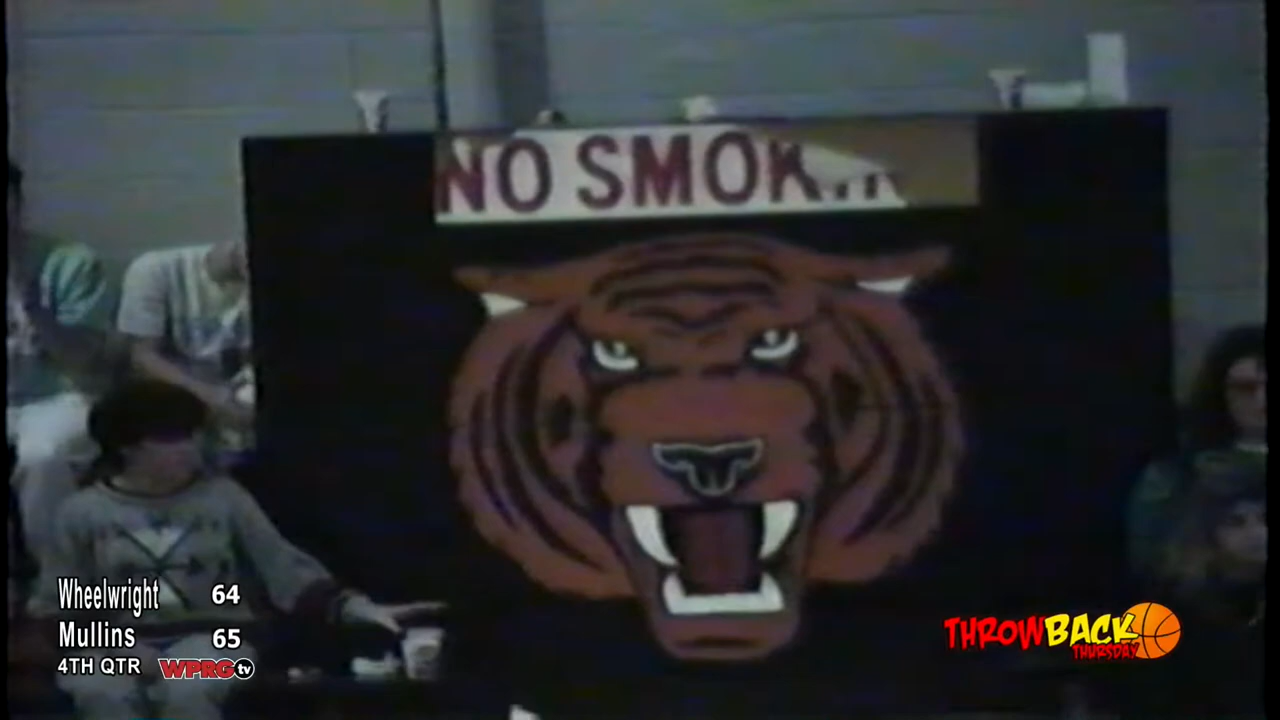 NO SMOK
Wheelwright 64
Mullins 65
4TH QTR WPRG tv
THROWBACK
THURSDAY